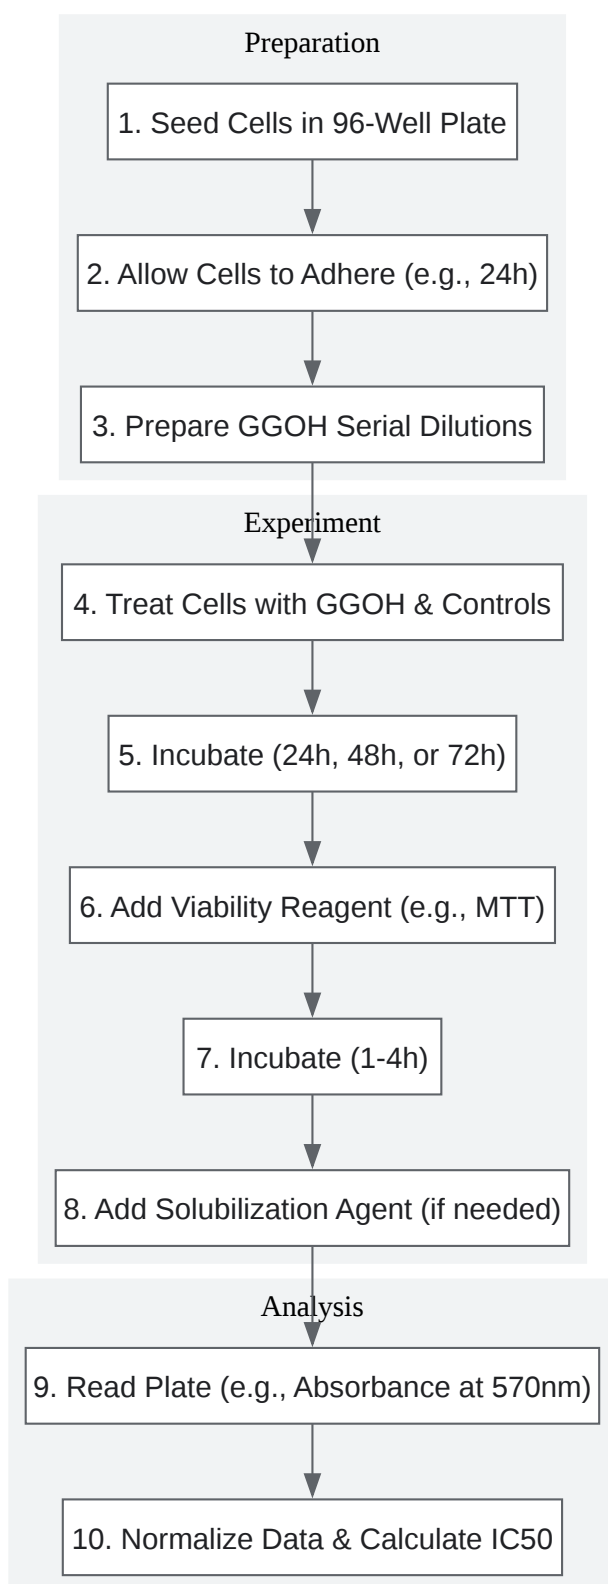 Preparation
1. Seed Cells in 96-Well Plate
2. Allow Cells to Adhere (e.g., 24h)
3. Prepare GGOH Serial Dilutions
Experiment
4. Treat Cells with GGOH & Controls
5. Incubate (24h, 48h, or 72h)
6. Add Viability Reagent (e.g., MTT)
7. Incubate (1-4h)
8. Add Solubilization Agent (if needed)
Analysis
9. Read Plate (e.g., Absorbance at 570nm)
10. Normalize Data & Calculate IC50